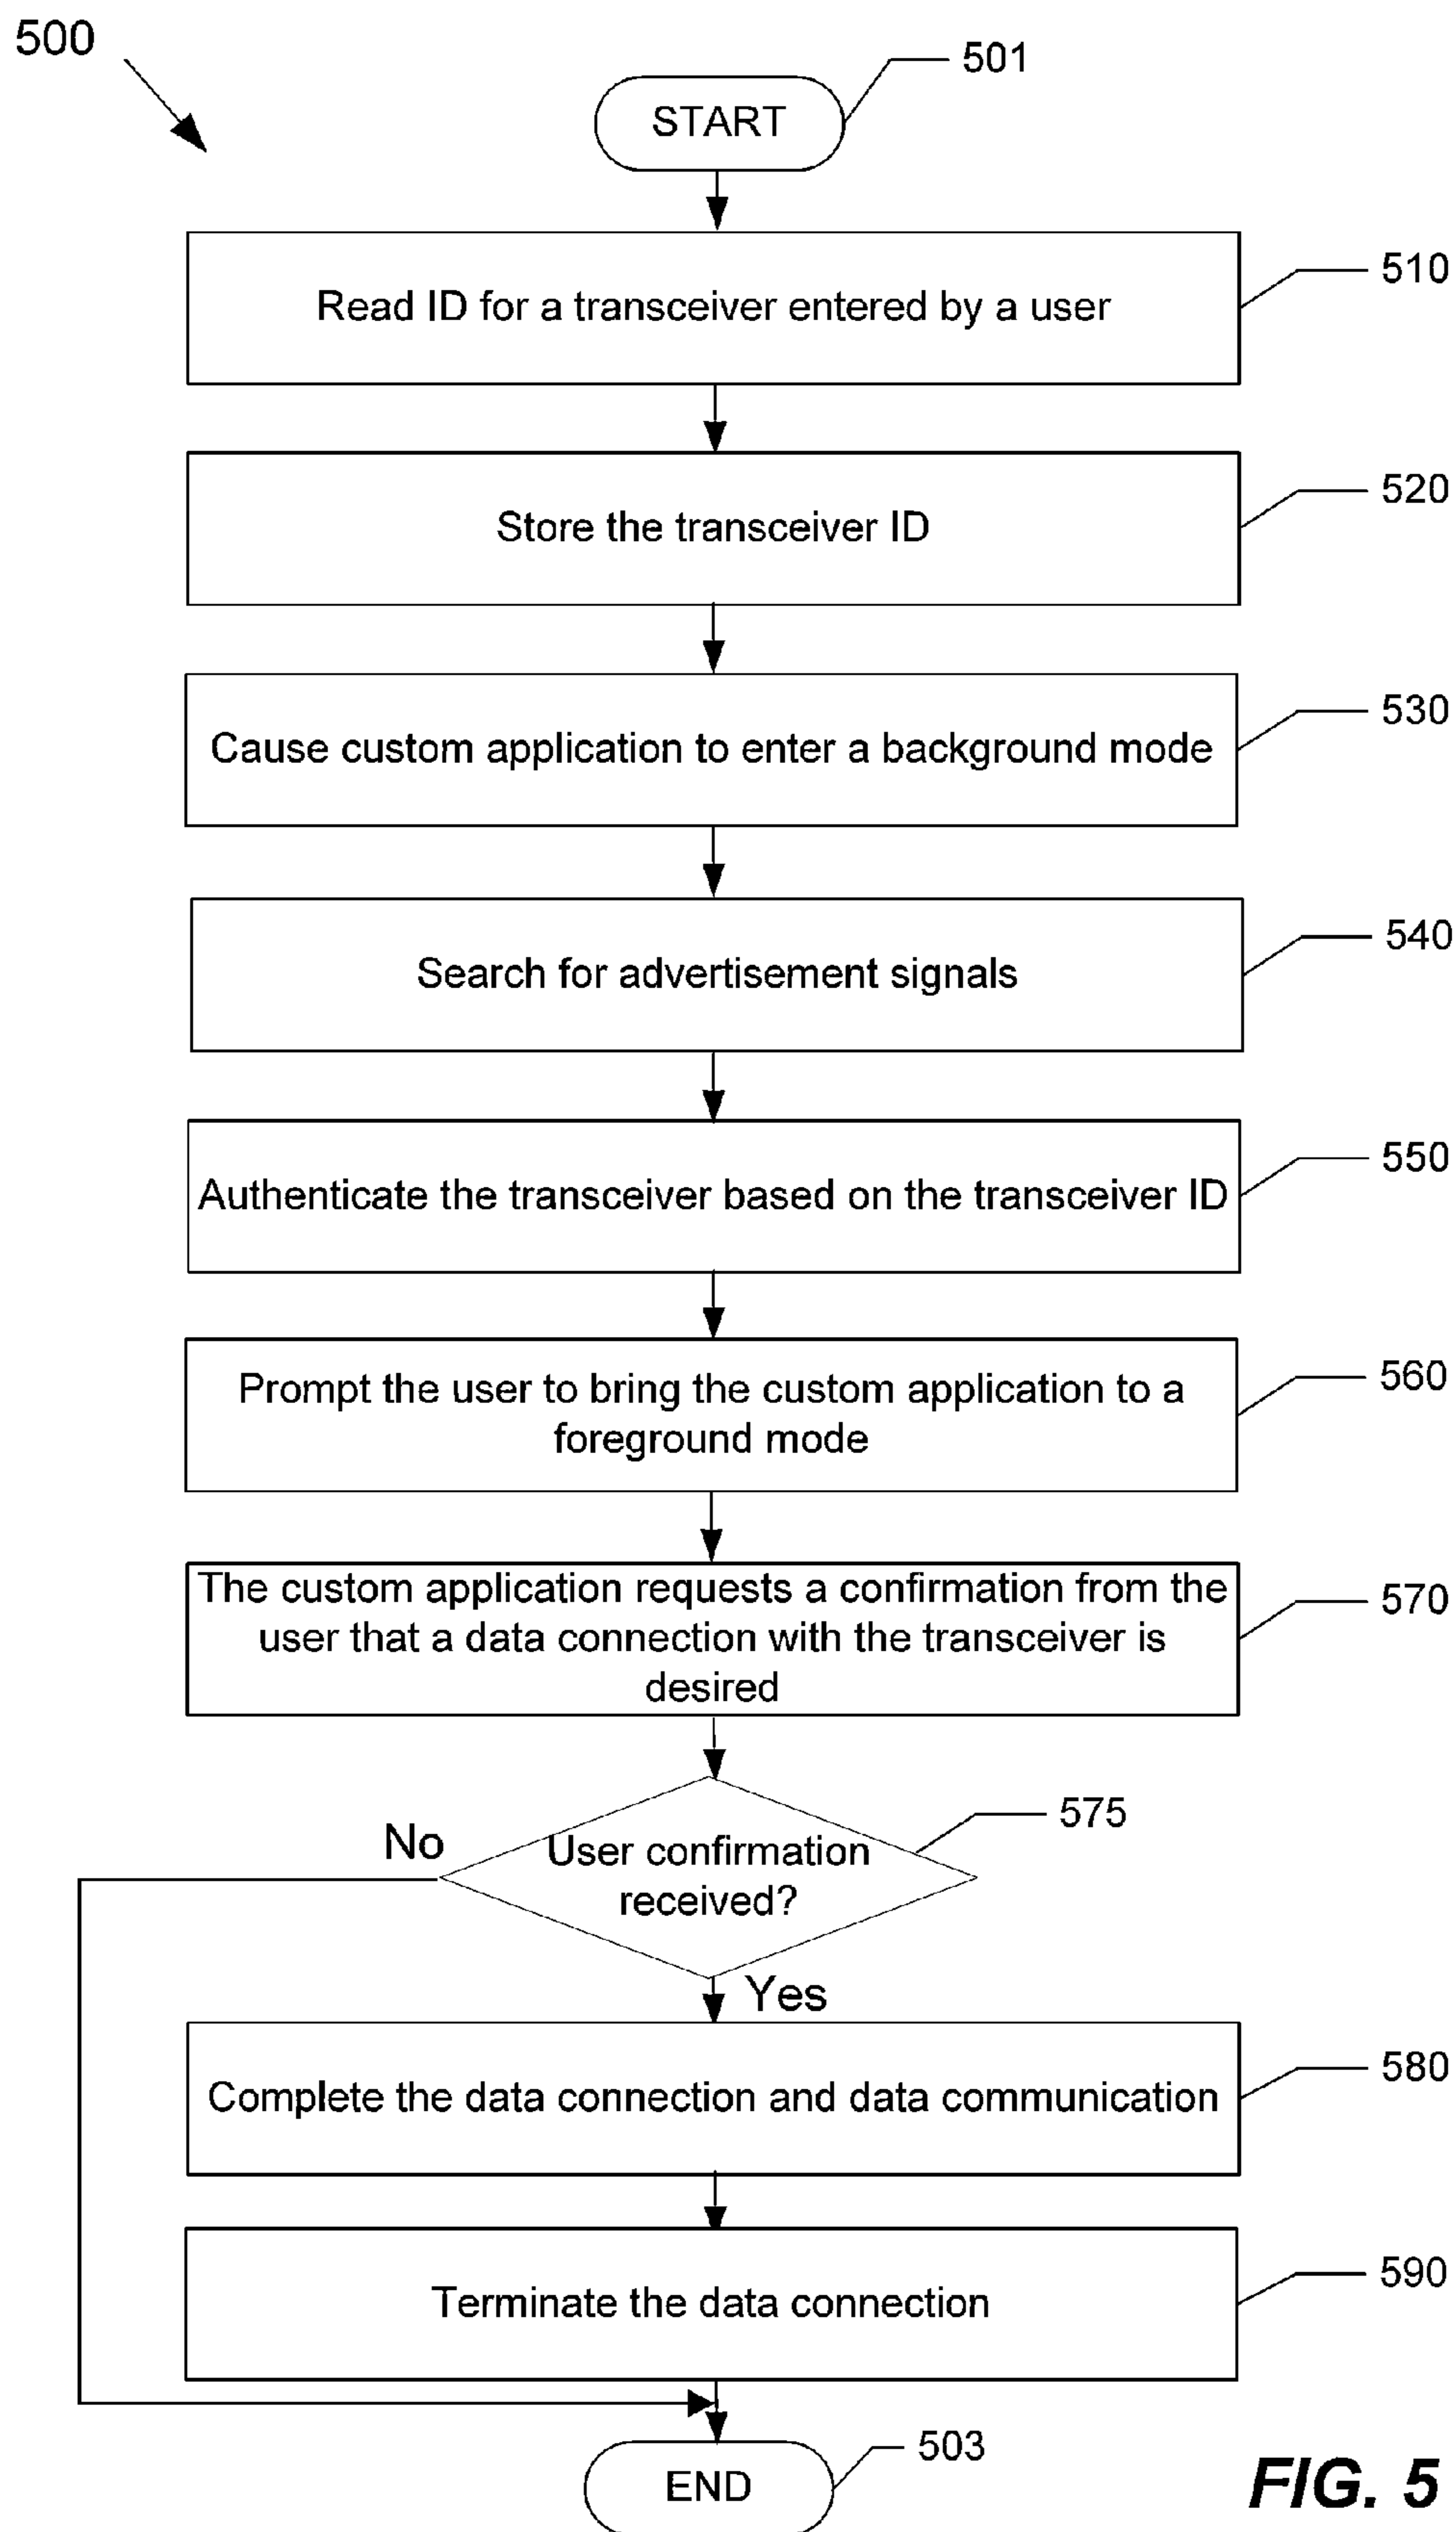 500
501
START
510
Read ID for a transceiver entered by a user
520
Store the transceiver ID
530
Cause custom application to enter a background mode
540
Search for advertisement signals
550
Authenticate the transceiver based on the transceiver ID
560
Prompt the user to bring the custom application to a
foreground mode
570
The custom application requests a confirmation from the
user that a data connection with the transceiver is
desired
575
No
User confirmation
received?
Yes
580
Complete the data connection and data communication
590
Terminate the data connection
503
END
FIG. 5